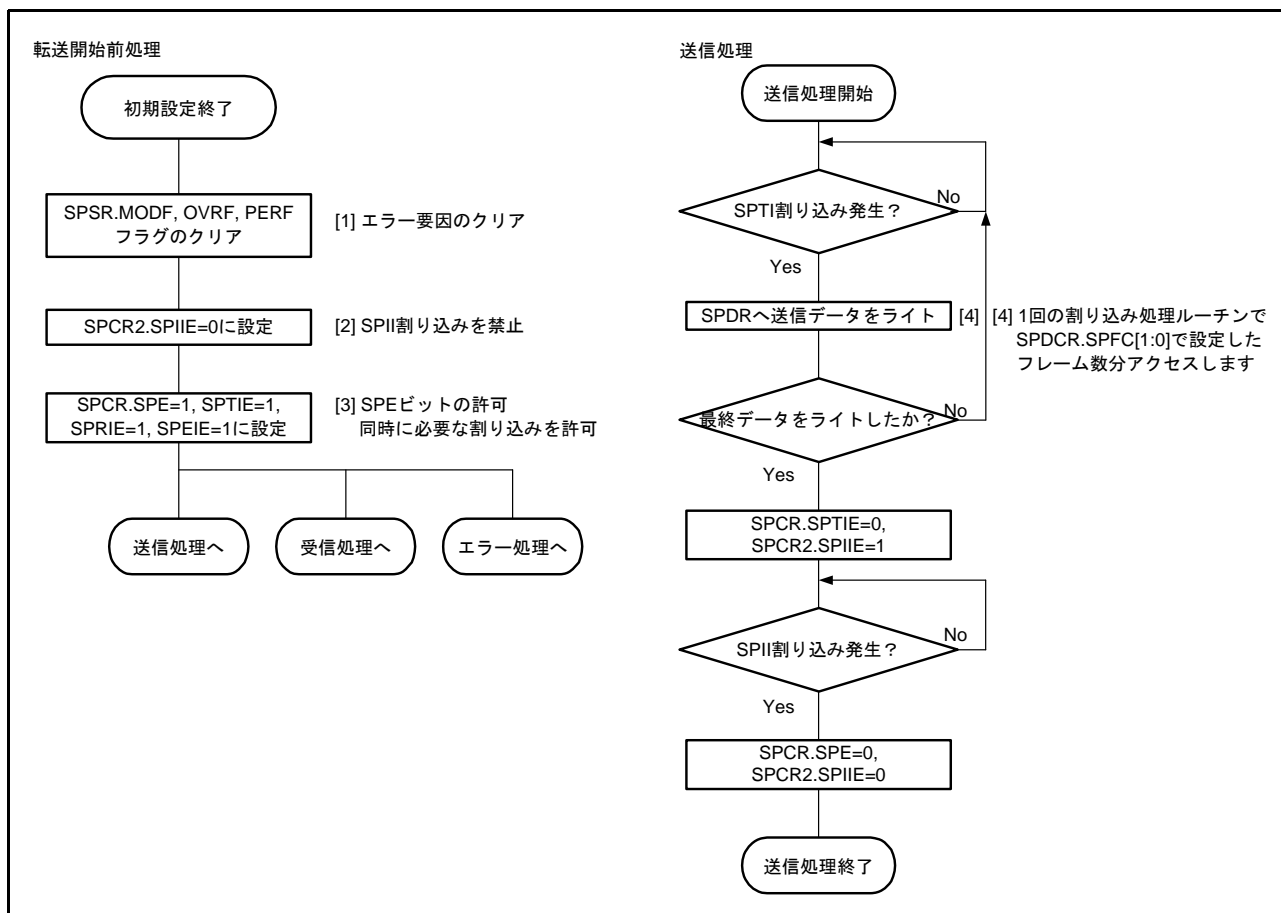 転送開始前処理
初期設定終了
SPSR.MODF, OVRF, PERF
フラグのクリア
[1] エラー要因のクリア
SPCR2.SPIIE=0に設定
[2] SPII割り込みを禁止
SPCR.SPE=1, SPTIE=1,
SPRIE=1, SPEIE=1に設定
[3] SPEビットの許可
同時に必要な割り込みを許可
送信処理へ
受信処理へ
エラー処理へ
送信処理
送信処理開始
SPTI割り込み発生？
No
Yes
SPDRへ送信データをライト
[4]
[4] 1回の割り込み処理ルーチンで
SPDCR.SPFC[1:0]で設定した
フレーム数分アクセスします
最終データをライトしたか？
No
Yes
SPCR.SPTIE=0,
SPCR2.SPIIE=1
SPII割り込み発生？
No
Yes
SPCR.SPE=0,
SPCR2.SPIIE=0
送信処理終了